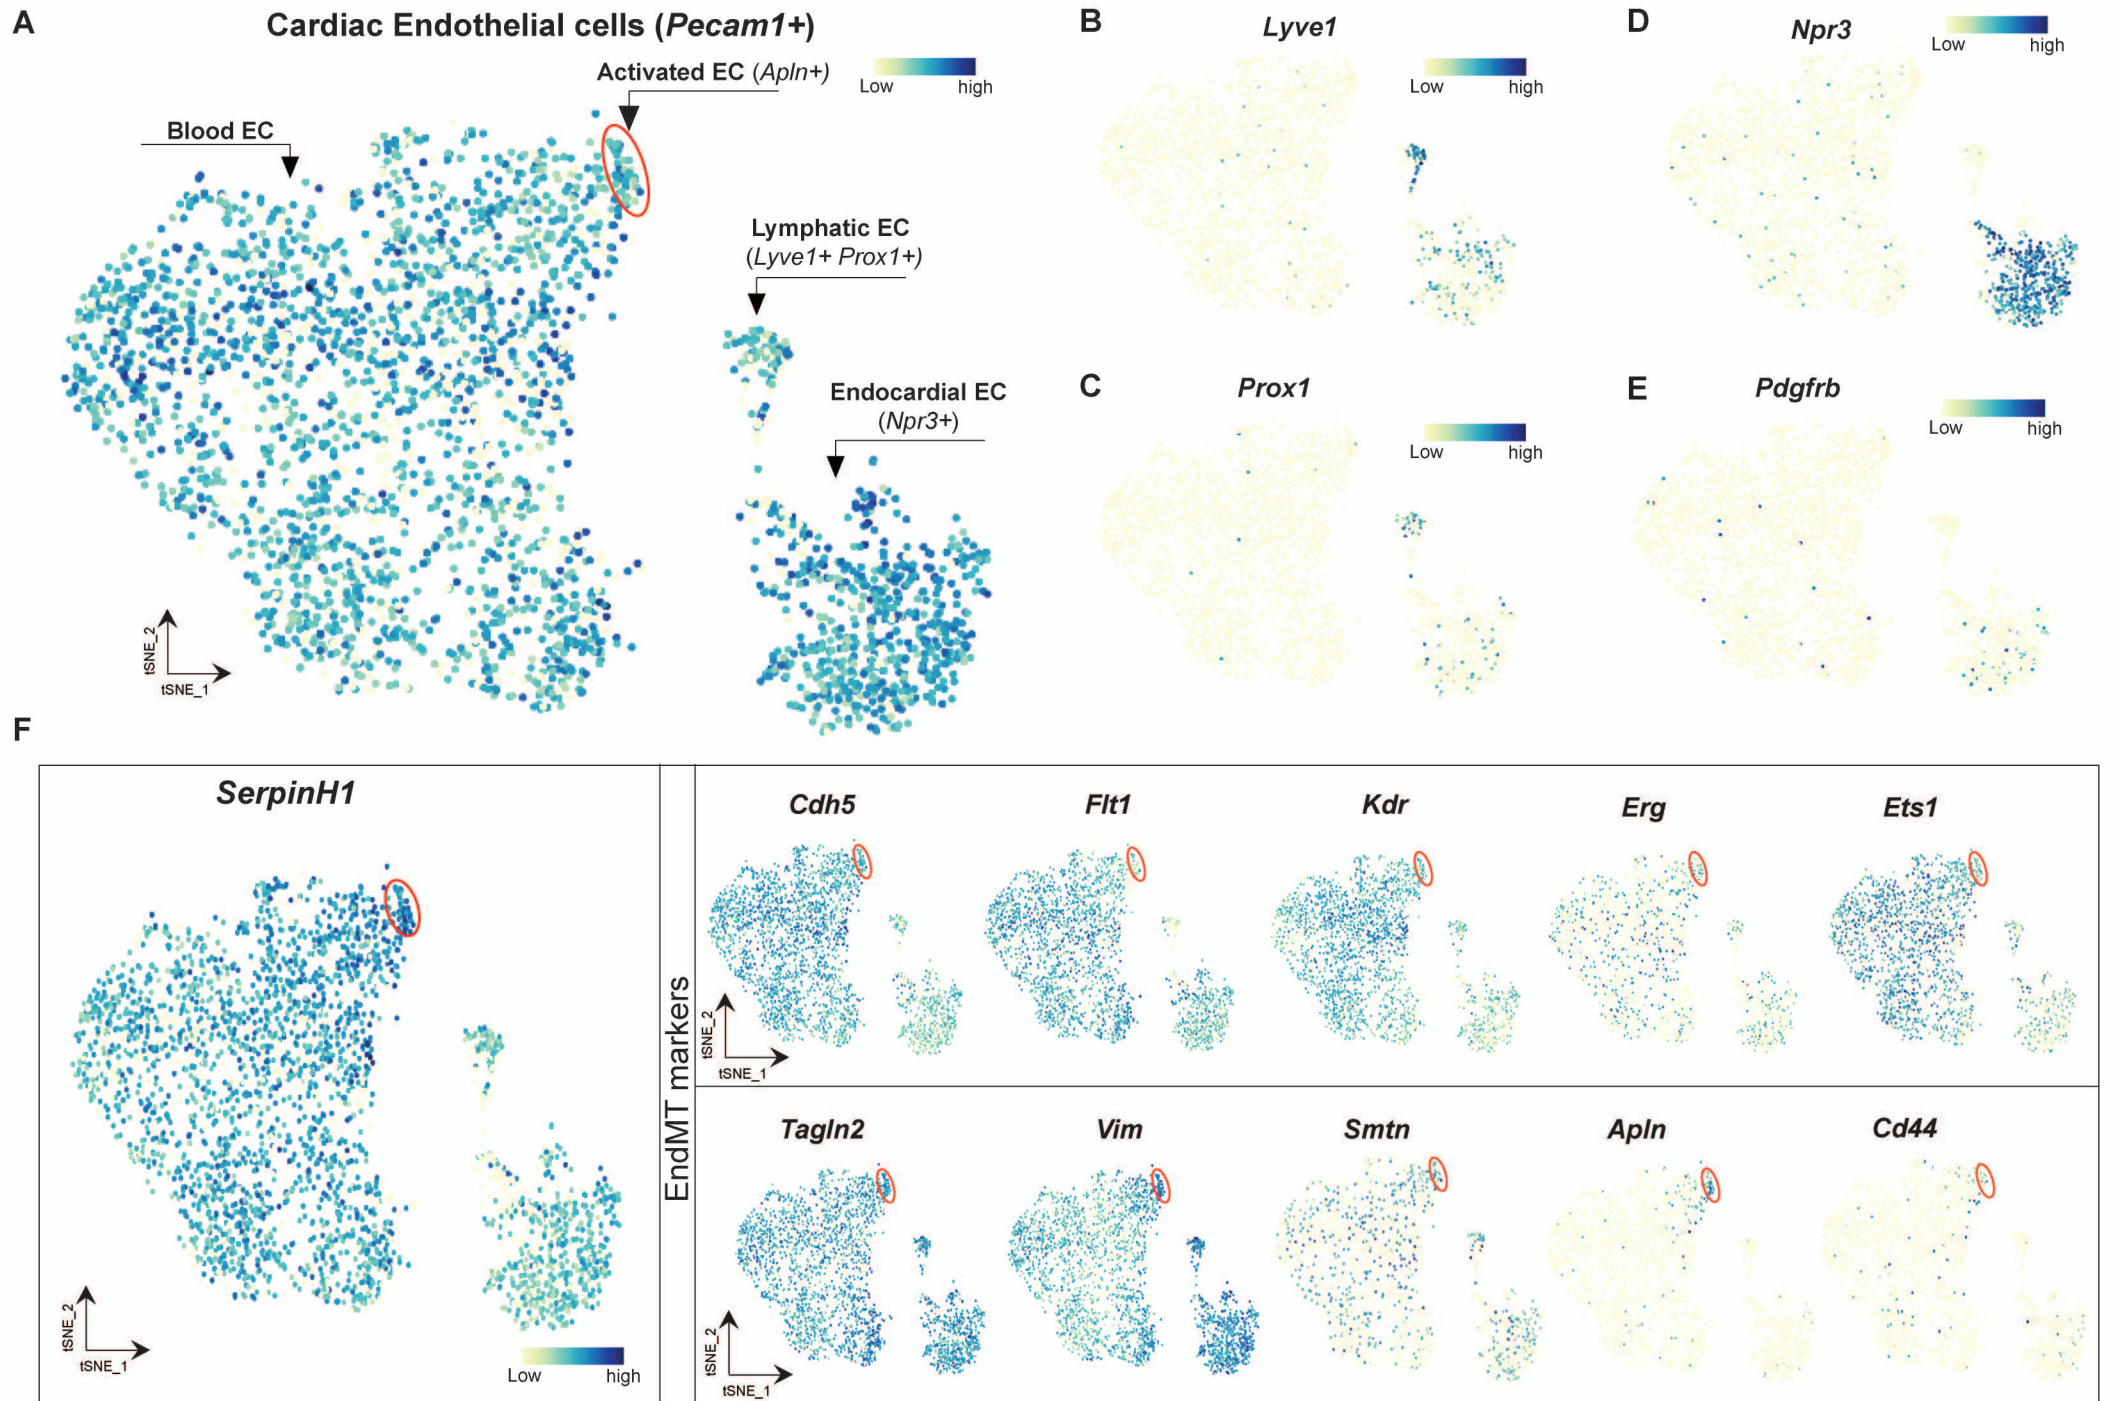 A
Cardiac Endothelial cells (Pecam1+)
Activated EC (Apln+)
Low high
Blood EC
Lymphatic EC
(Lyve1+ Prox1+)
Endocardial EC
(Npr3+)
tSNE_2
tSNE_1
B
Lyve1
Low high
D
Npr3
Low high
C
Prox1
Low high
E
Pdgfrb
Low high
F
SerpinH1
tSNE_2
tSNE_1
Low high
EndMT markers
Cdh5
Flt1
Kdr
Erg
Ets1
tSNE_2
tSNE_1
Tagln2
Vim
Smtn
Apln
Cd44
tSNE_2
tSNE_1